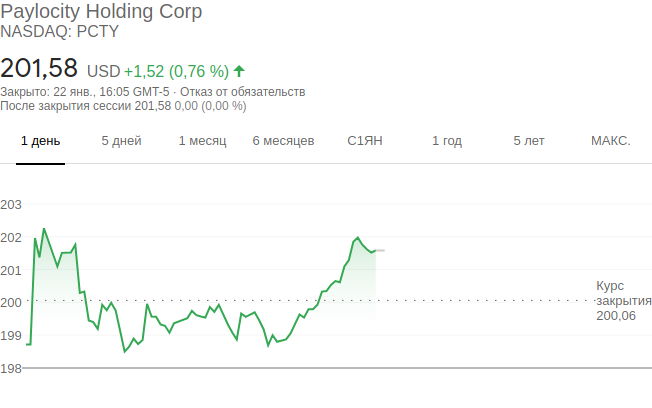 Paylocity Holding Corp
NASDAQ: PCTY
201,58 USD +1,52 (0,76 %)
Закрыто: 22 янв., 16:05 GMT-5 · Отказ от обязательств
После закрытия сессии 201,58 0,00 (0,00 %)
1 день 5 дней 1 месяц 6 месяцев С1ЯН 1 год 5 лет МАКС.
203
202
201
200
199
198
Курс
закрытия
200,06